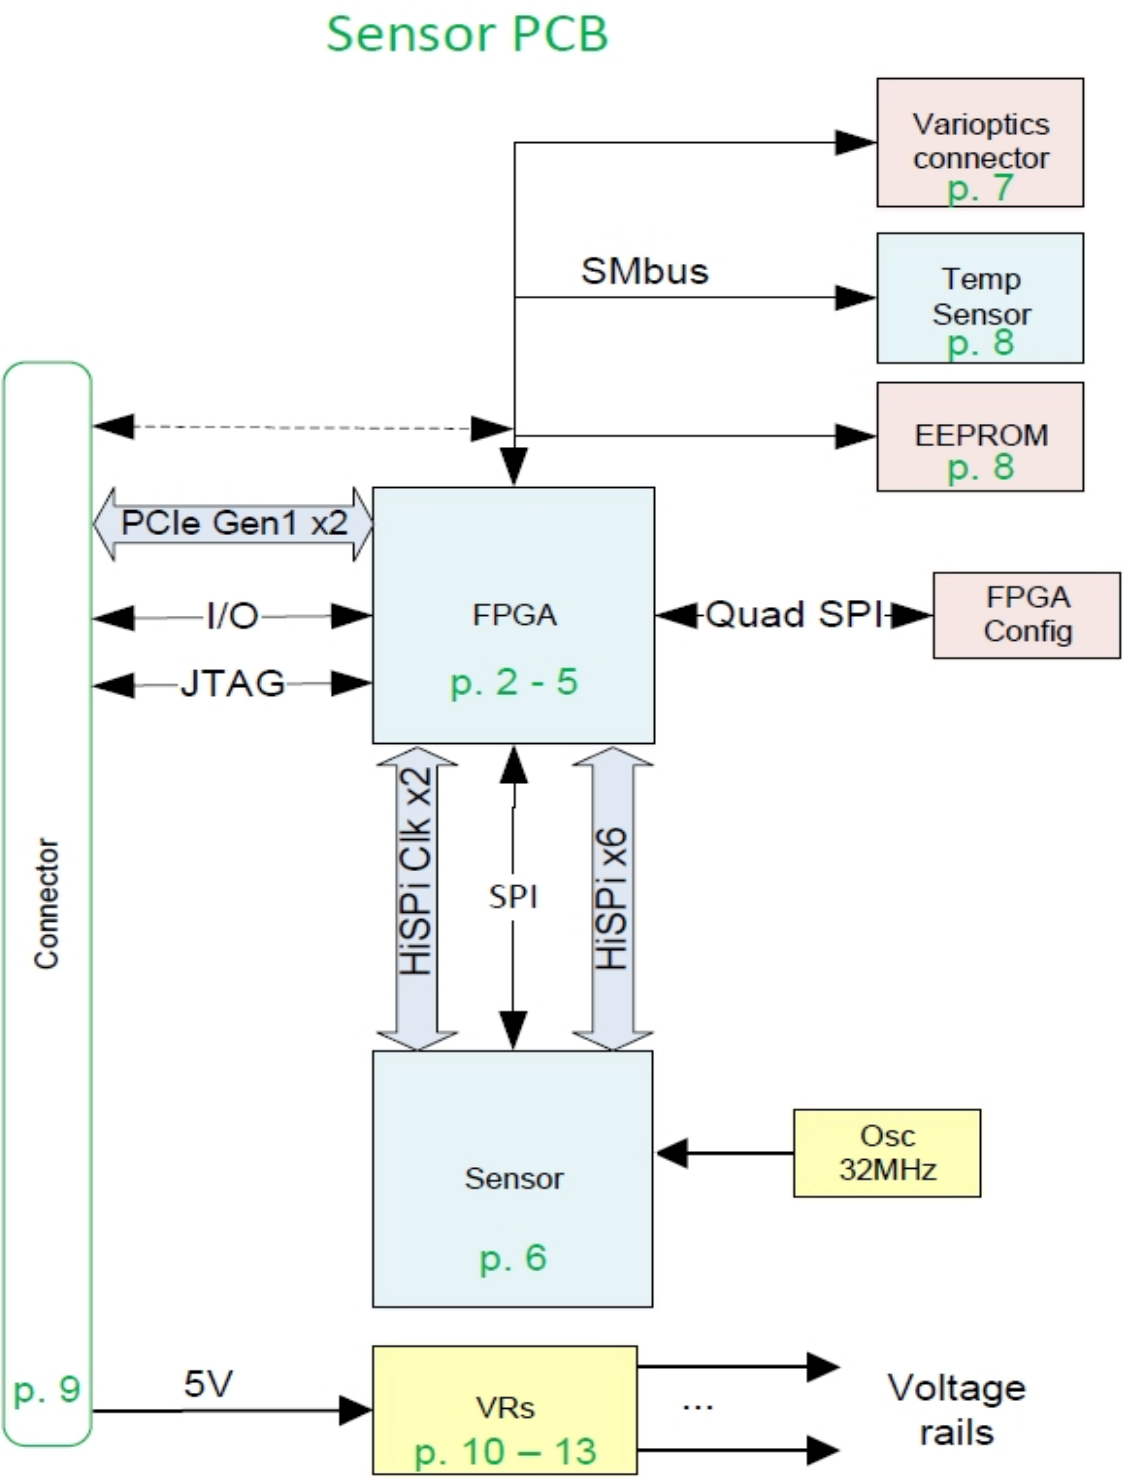 Sensor PCB
Varioptics
connector
p. 7
SMbus
Temp
Sensor
p. 8
EEPROM
p. 8
PCIe Gen1 x2
I/O
JTAG
FPGA
p. 2 - 5
Quad SPI
FPGA
Config
HiSPi Clk x2
SPI
HiSPi x6
Connector
Sensor
p. 6
Osc
32MHz
p. 9
5V
VRs
p. 10 – 13
...
Voltage
rails